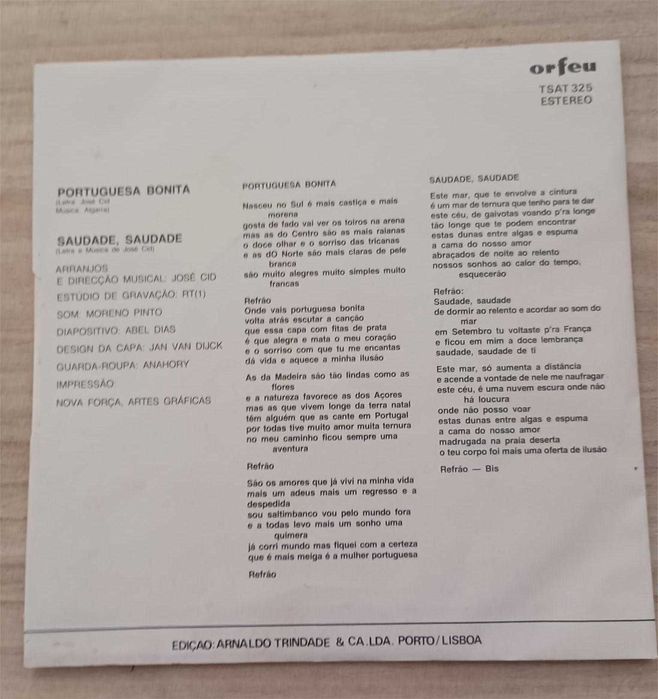 orfeu
TSAT 325
ESTEREO
PORTUGUESA BONITA
(Letra José Cid
Música Algarra)
SAUDADE, SAUDADE
(Letra e Música de José Cid)
ARRANJOS
E DIRECÇÃO MUSICAL: JOSÉ CID
ESTÚDIO DE GRAVAÇÃO: RT(1)
SOM: MORENO PINTO
DIAPOSITIVO: ABEL DIAS
DESIGN DA CAPA: JAN VAN DIJCK
GUARDA-ROUPA: ANAHORY
IMPRESSÃO
NOVA FORÇA, ARTES GRÁFICAS
PORTUGUESA BONITA
Nasceu no Sul é mais castiça e mais
morena
gosta de fado vai ver os toiros na arena
mas as do Centro são as mais raianas
o doce olhar e o sorriso das tricanas
e as dO Norte são mais claras de pele
branca
são muito alegres muito simples muito
francas
Refrão
Onde vais portuguesa bonita
volta atrás escutar a canção
que essa capa com fitas de prata
é que alegra e mata o meu coração
e o sorriso com que tu me encantas
dá vida e aquece a minha ilusão
As da Madeira são tão lindas como as
flores
e a natureza favorece as dos Açores
mas as que vivem longe da terra natal
têm alguém que as cante em Portugal
por todas tive muito amor muita ternura
no meu caminho ficou sempre uma
aventura
Refrão
São os amores que já vivi na minha vida
mais um adeus mais um regresso e a
despedida
sou saltimbanco vou pelo mundo fora
e a todas levo mais um sonho uma
quimera
já corri mundo mas fiquei com a certeza
que é mais meiga é a mulher portuguesa
Refrão
SAUDADE, SAUDADE
Este mar, que te envolve a cintura
é um mar de ternura que tenho para te dar
este céu, de gaivotas voando p'ra longe
tão longe que te podem encontrar
estas dunas entre algas e espuma
a cama do nosso amor
abraçados de noite ao relento
nossos sonhos ao calor do tempo,
esquecerão
Refrão:
Saudade, saudade
de dormir ao relento e acordar ao som do
mar
em Setembro tu voltaste p'ra França
e ficou em mim a doce lembrança
saudade, saudade de ti
Este mar, só aumenta a distância
e acende a vontade de nele me naufragar
este céu, é uma nuvem escura onde não
há loucura
onde não posso voar
estas dunas entre algas e espuma
a cama do nosso amor
madrugada na praia deserta
o teu corpo foi mais uma oferta de ilusão
Refrão — Bis
EDIÇAO: ARNALDO TRINDADE & CA.LDA. PORTO/LISBOA